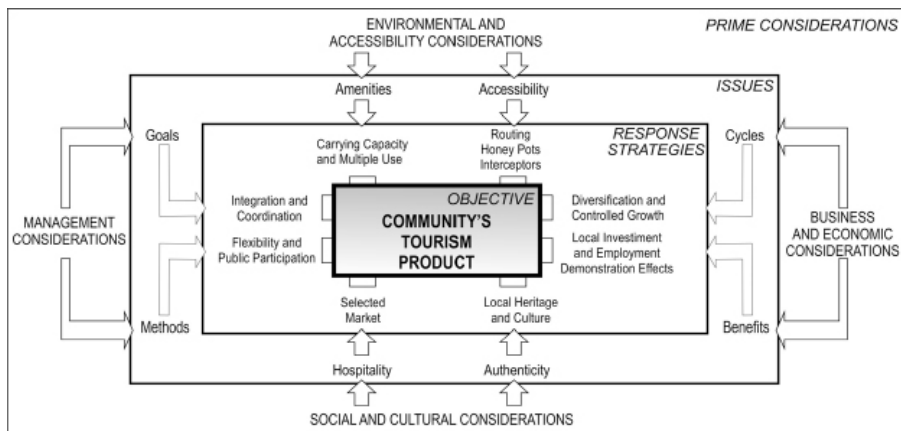 ENVIRONMENTAL AND
ACCESSIBILITY CONSIDERATIONS
PRIME CONSIDERATIONS
ISSUES
Amenities
Accessibility
Goals
Cycles
RESPONSE
STRATEGIES
Carrying Capacity
and Multiple Use
Routing
Honey Pots
Interceptors
OBJECTIVE
COMMUNITY'S
TOURISM
PRODUCT
Integration and
Coordination
Diversification and
Controlled Growth
MANAGEMENT
CONSIDERATIONS
BUSINESS
AND ECONOMIC
CONSIDERATIONS
Flexibility and
Public Participation
Local Investiment
and Employment
Demonstration Effects
Selected
Market
Local Heritage
and Culture
Methods
Benefits
Hospitality
Authenticity
SOCIAL AND CULTURAL CONSIDERATIONS